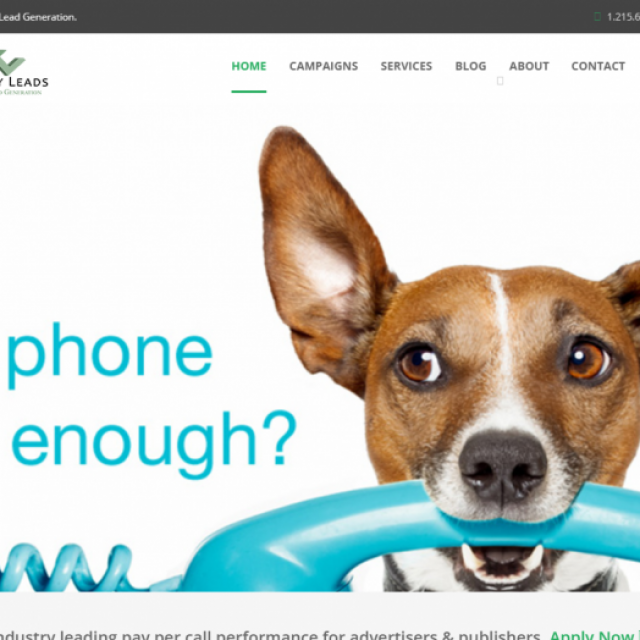 Lead Generation.
1.215.6
HOME CAMPAIGNS SERVICES BLOG ABOUT CONTACT
Y LEADS
phone
enough?
ndustry leading pay per call performance for advertisers & publishers. Apply Now